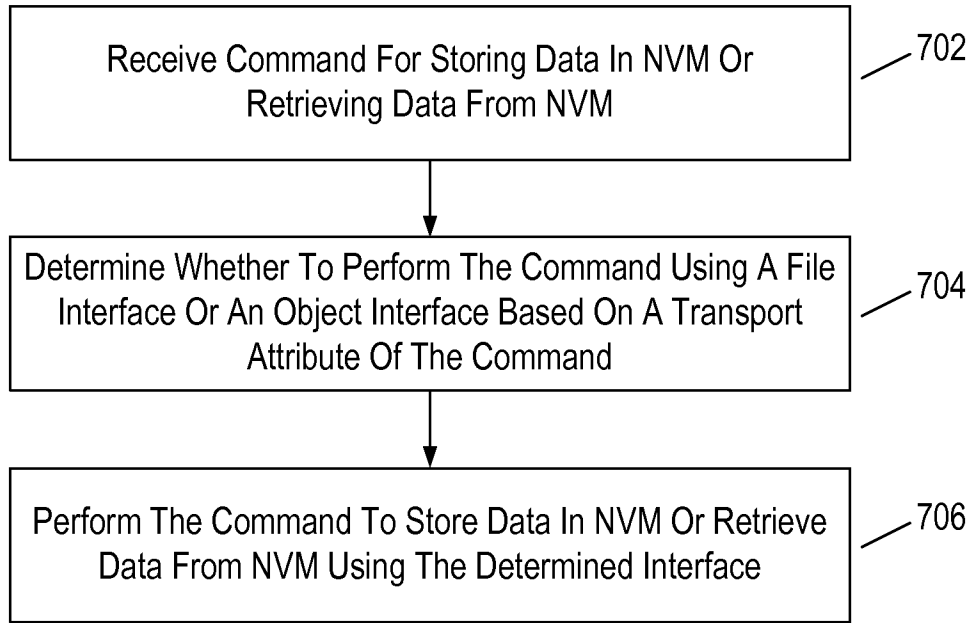 Receive Command For Storing Data In NVM Or
Retrieving Data From NVM
702
Determine Whether To Perform The Command Using A File
Interface Or An Object Interface Based On A Transport
Attribute Of The Command
704
Perform The Command To Store Data In NVM Or Retrieve
Data From NVM Using The Determined Interface
706